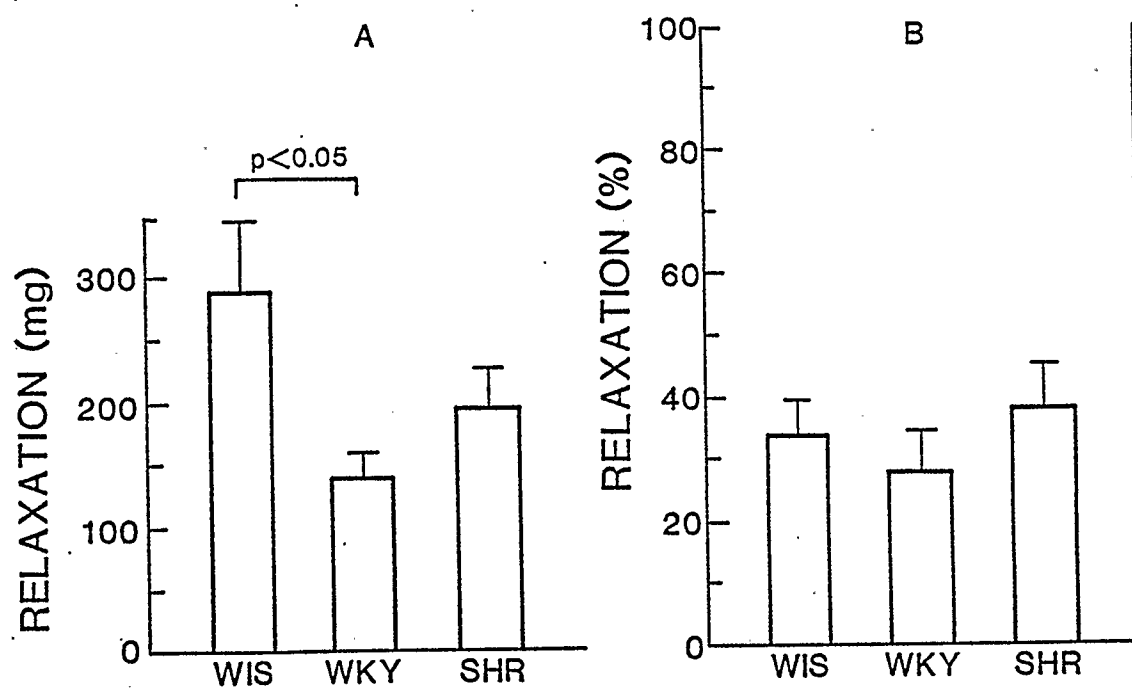 A
p<0.05
RELAXATION (mg)
300
200
100
0
WIS WKY SHR
B
RELAXATION (%)
100
80
60
40
20
0
WIS WKY SHR